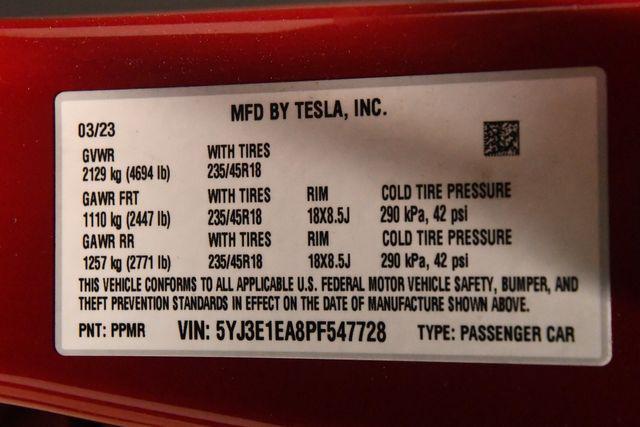 MFD BY TESLA, INC.
03/23
GVWR WITH TIRES
2129 kg (4694 lb) 235/45R18
GAWR FRT WITH TIRES RIM COLD TIRE PRESSURE
1110 kg (2447 lb) 235/45R18 18X8.5J 290 kPa, 42 psi
GAWR RR WITH TIRES RIM COLD TIRE PRESSURE
1257 kg (2771 lb) 235/45R18 18X8.5J 290 kPa, 42 psi
THIS VEHICLE CONFORMS TO ALL APPLICABLE U.S. FEDERAL MOTOR VEHICLE SAFETY, BUMPER, AND
THEFT PREVENTION STANDARDS IN EFFECT ON THE DATE OF MANUFACTURE SHOWN ABOVE.
PNT: PPMR VIN: 5YJ3E1EA8PF547728 TYPE: PASSENGER CAR